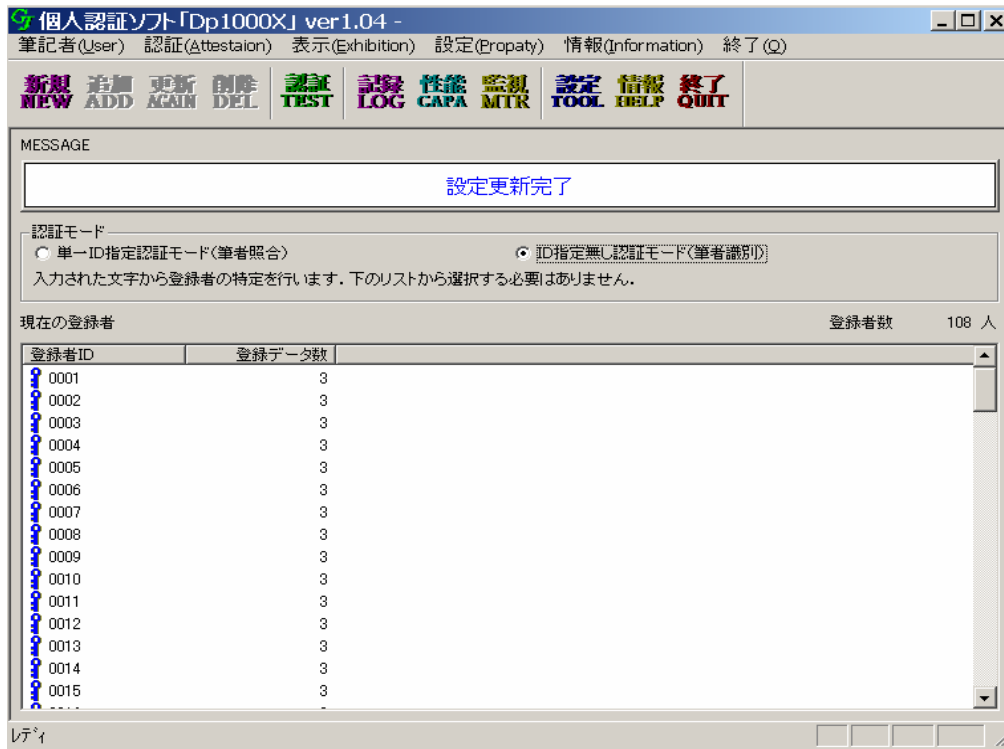 個人認証ソフト「Dp1000X」 ver1.04 -
筆記者(User) 認証(Attestaion) 表示(Exhibition) 設定(Propaty) 情報(Information) 終了(Q)
新規 追加 更新 削除 認証 記録 性能 監視 設定 情報 終了
NEW ADD AGAIN DEL TEST LOG CAPA MTR TOOL HELP QUIT
MESSAGE
設定更新完了
認証モード
単一ID指定認証モード(筆者照合) ID指定無し認証モード(筆者識別)
入力された文字から登録者の特定を行います．下のリストから選択する必要はありません．
現在の登録者 登録者数 108 人
登録者ID 登録データ数
0001 3
0002 3
0003 3
0004 3
0005 3
0006 3
0007 3
0008 3
0009 3
0010 3
0011 3
0012 3
0013 3
0014 3
0015 3
ﾚﾃﾞｨ